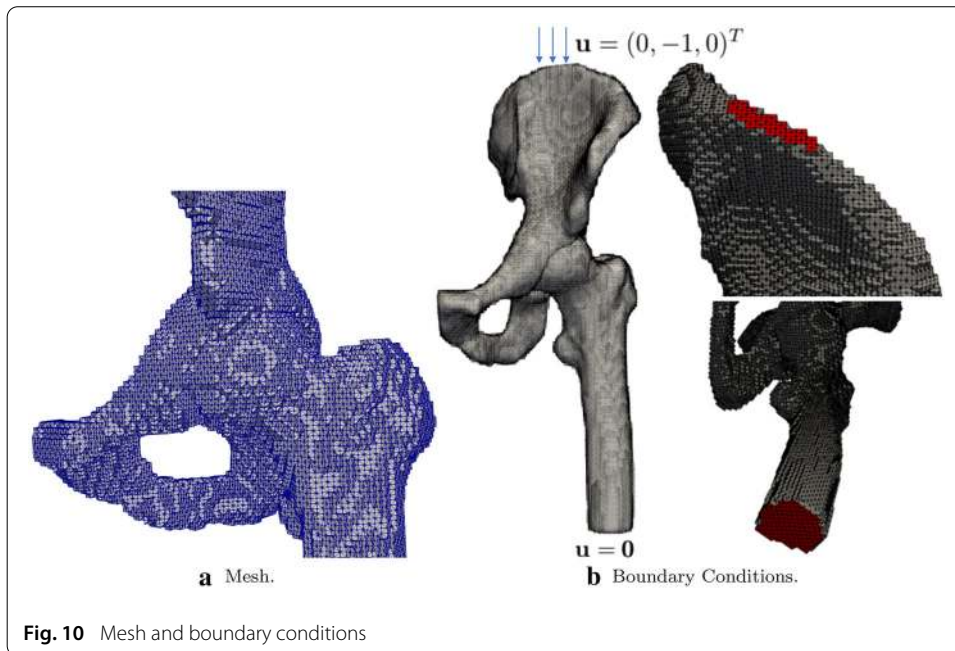 u = (0, −1, 0)^T
u = 0
a Mesh.
b Boundary Conditions.
Fig. 10 Mesh and boundary conditions